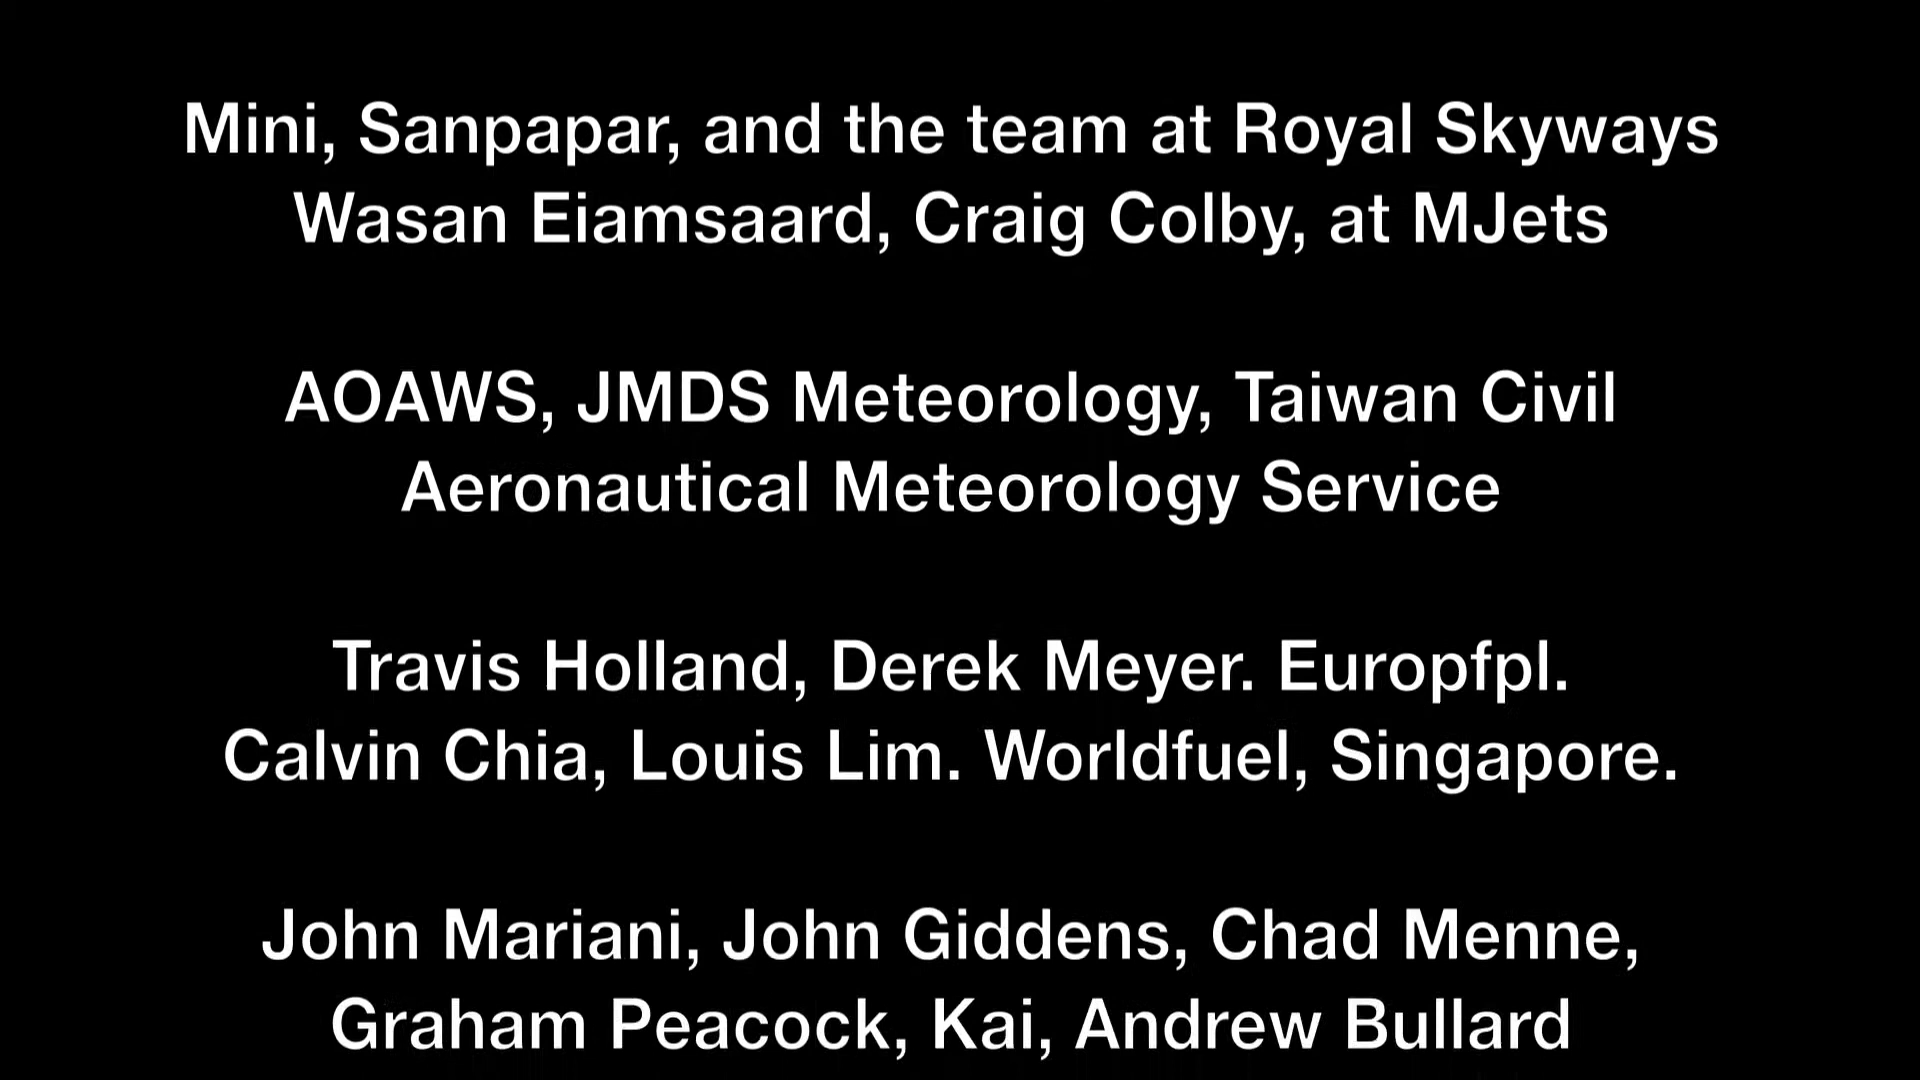 Mini, Sanpapar, and the team at Royal Skyways
Wasan Eiamsaard, Craig Colby, at MJets
AOAWS, JMDS Meteorology, Taiwan Civil
Aeronautical Meteorology Service
Travis Holland, Derek Meyer. Europfpl.
Calvin Chia, Louis Lim. Worldfuel, Singapore.
John Mariani, John Giddens, Chad Menne,
Graham Peacock, Kai, Andrew Bullard